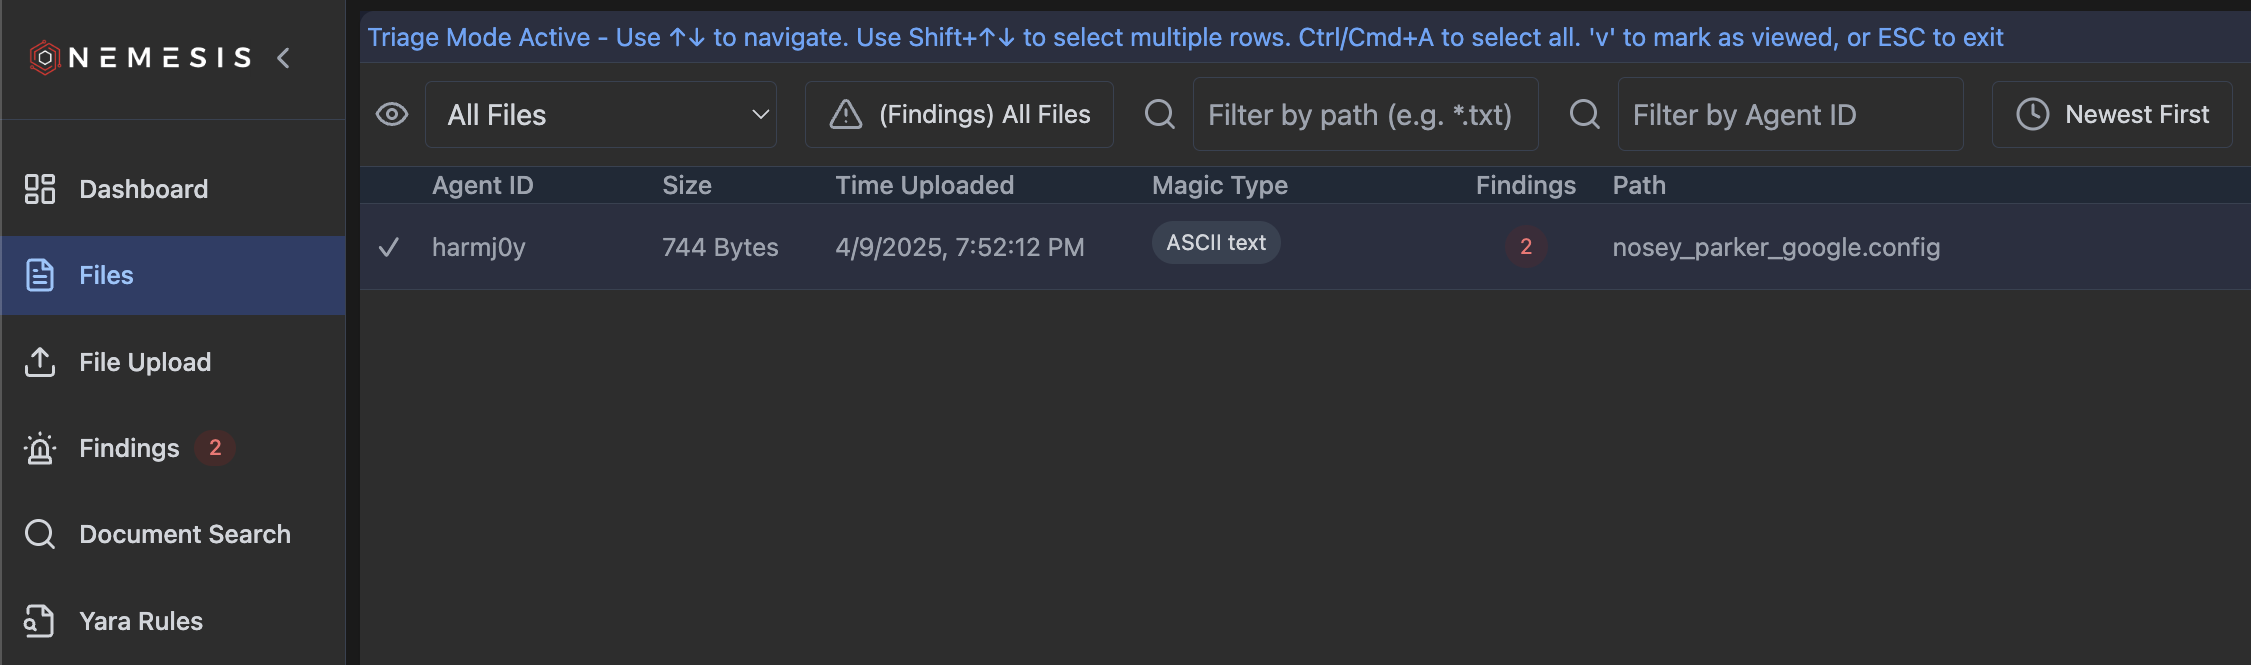 NEMESIS
Dashboard
Files
File Upload
Findings 2
Document Search
Yara Rules
Triage Mode Active - Use ↑↓ to navigate. Use Shift+↑↓ to select multiple rows. Ctrl/Cmd+A to select all. 'v' to mark as viewed, or ESC to exit
All Files (Findings) All Files Filter by path (e.g. *.txt) Filter by Agent ID Newest First
Agent ID Size Time Uploaded Magic Type Findings Path
harmj0y 744 Bytes 4/9/2025, 7:52:12 PM ASCII text 2 nosey_parker_google.config